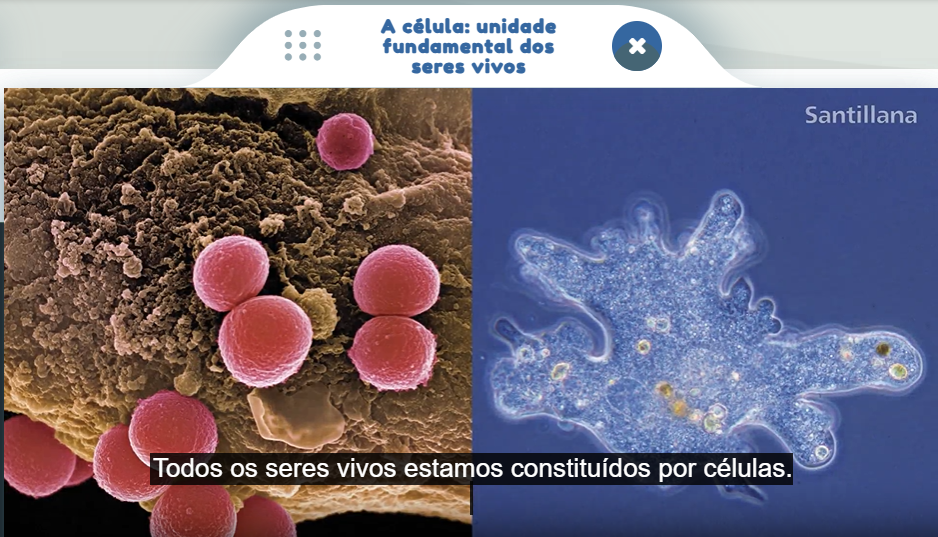 A célula: unidade
fundamental dos
seres vivos
Santillana
Todos os seres vivos estamos constituídos por células.